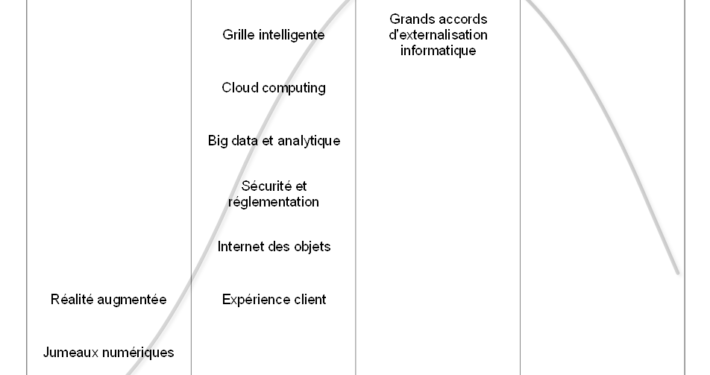 Grille intelligente
Cloud computing
Big data et analytique
Sécurité et
réglementation
Internet des objets
Expérience client
Réalité augmentée
Jumeaux numériques
Grands accords
d'externalisation
informatique